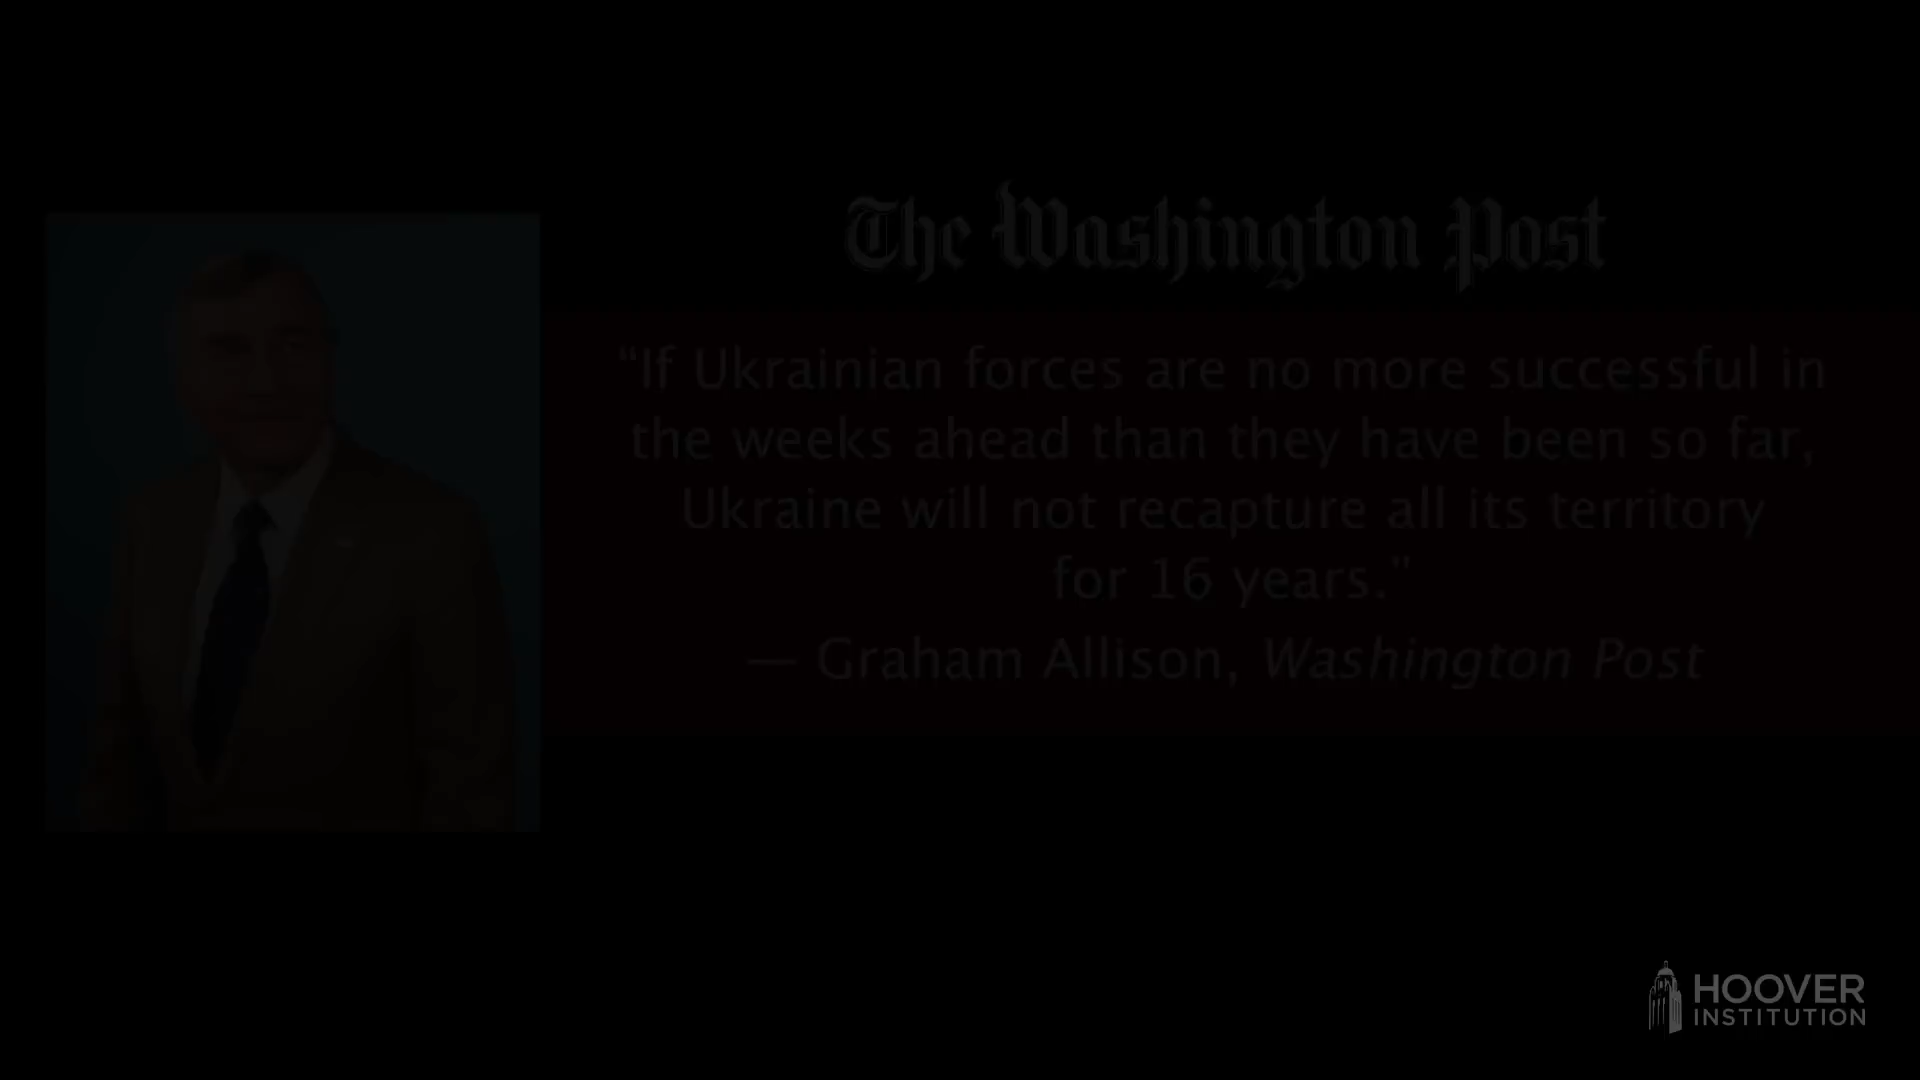 The Washington Post
“If Ukrainian forces are no more successful in
the weeks ahead than they have been so far,
Ukraine will not recapture all its territory
for 16 years."
— Graham Allison, Washington Post
HOOVER
INSTITUTION